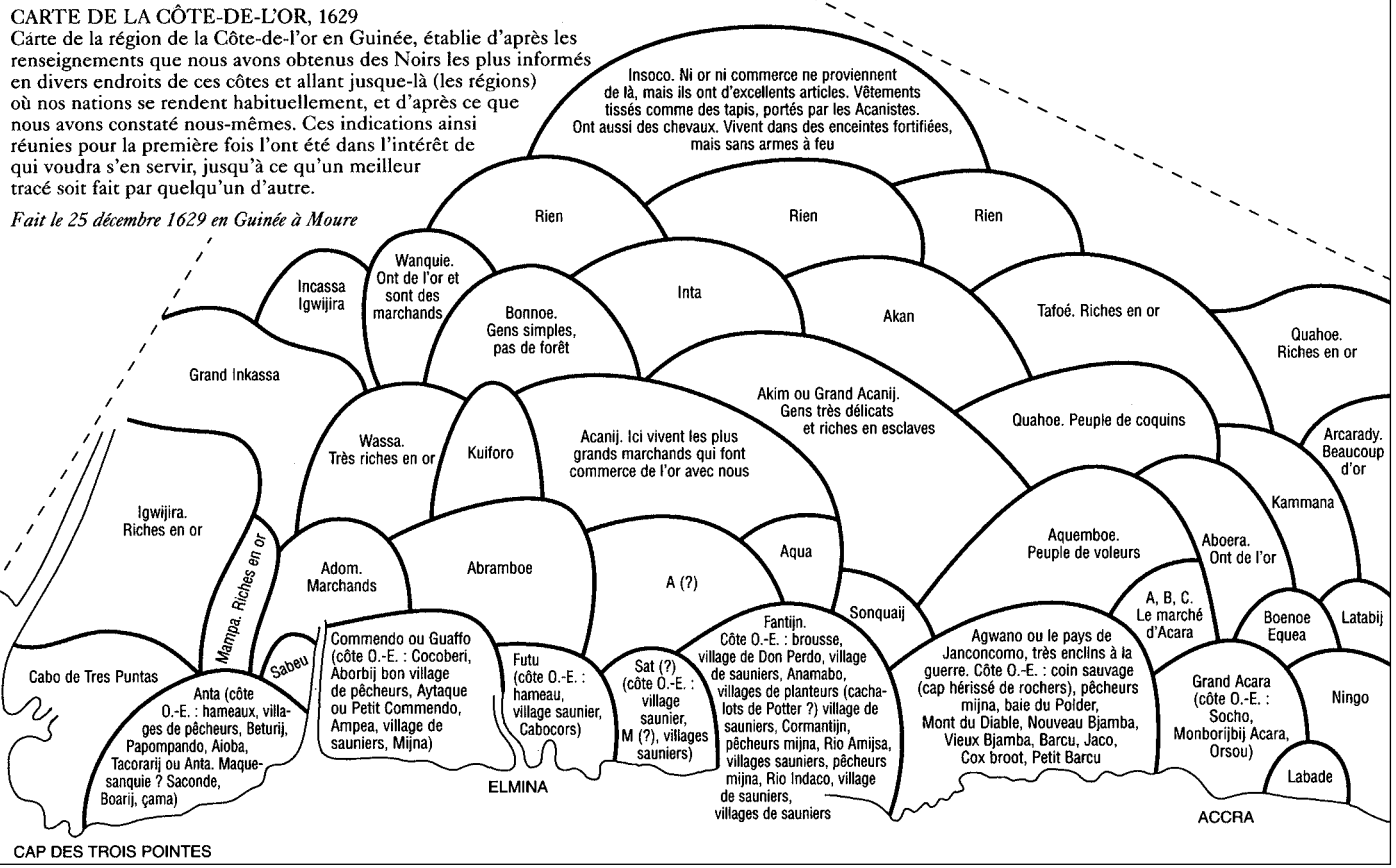 CARTE DE LA CÔTE-DE-L'OR, 1629
Carte de la région de la Côte-de-l'or en Guinée, établie d'après les
renseignements que nous avons obtenus des Noirs les plus informés
en divers endroits de ces côtes et allant jusque-là (les régions)
où nos nations se rendent habituellement, et d'après ce que
nous avons constaté nous-mêmes. Ces indications ainsi
réunies pour la première fois l'ont été dans l'intérêt de
qui voudra s'en servir, jusqu'à ce qu'un meilleur
tracé soit fait par quelqu'un d'autre.
Fait le 25 décembre 1629 en Guinée à Moure
Insoco. Ni or ni commerce ne proviennent
de là, mais ils ont d'excellents articles. Vêtements
tissés comme des tapis, portés par les Acanistes.
Ont aussi des chevaux. Vivent dans des enceintes fortifiées,
mais sans armes à feu
Rien
Rien
Rien
Incassa
Igwijira
Wanquie.
Ont de l'or et
sont des
marchands
Bonnoe.
Gens simples,
pas de forêt
Inta
Akan
Tafoé. Riches en or
Quahoe.
Riches en or
Grand Inkassa
Wassa.
Très riches en or
Kuiforo
Acanij. Ici vivent les plus
grands marchands qui font
commerce de l'or avec nous
Akim ou Grand Acanij.
Gens très délicats
et riches en esclaves
Quahoe. Peuple de coquins
Arcarady.
Beaucoup
d'or
Igwijira.
Riches en or
Mampa. Riches en or
Adom.
Marchands
Abramboe
A (?)
Aqua
Sonquaij
Aquemboe.
Peuple de voleurs
Aboera.
Ont de l'or
Kammana
A, B, C.
Le marché
d'Acara
Boenoe
Equea
Latabij
Cabo de Tres Puntas
Sabeu
Anta (côte
O.-E. : hameaux, villa-
ges de pêcheurs, Beturij,
Papompando, Aioba,
Tacorarij ou Anta. Maque-
sanquie ? Saconde,
Boarij, çama)
Commendo ou Guaffo
(côte O.-E. : Cocoberi,
Aborbij bon village
de pêcheurs, Aytaque
ou Petit Commendo,
Ampea, village de
sauniers, Mijna)
Futu
(côte O.-E. :
hameau,
village saunier,
Cabocors)
Sat (?)
(côte O.-E. :
village
saunier,
M (?), villages
sauniers)
Fantijn.
Côte O.-E. : brousse,
village de Don Perdo, village
de sauniers, Anamabo,
villages de planteurs (cacha-
lots de Potter ?) village de
sauniers, Cormantijn,
pêcheurs mijna, Rio Amijsa,
villages sauniers, pêcheurs
mijna, Rio Indaco, village
de sauniers,
villages de sauniers
Agwano ou le pays de
Janconcomo, très enclins à la
guerre. Côte O.-E. : coin sauvage
(cap hérissé de rochers), pêcheurs
mijna, baie du Polder,
Mont du Diable, Nouveau Bjamba,
Vieux Bjamba, Barcu, Jaco,
Cox broot, Petit Barcu
Grand Acara
(côte O.-E. :
Socho,
Monborijbij Acara,
Orsou)
Ningo
Labade
ELMINA
ACCRA
CAP DES TROIS POINTES